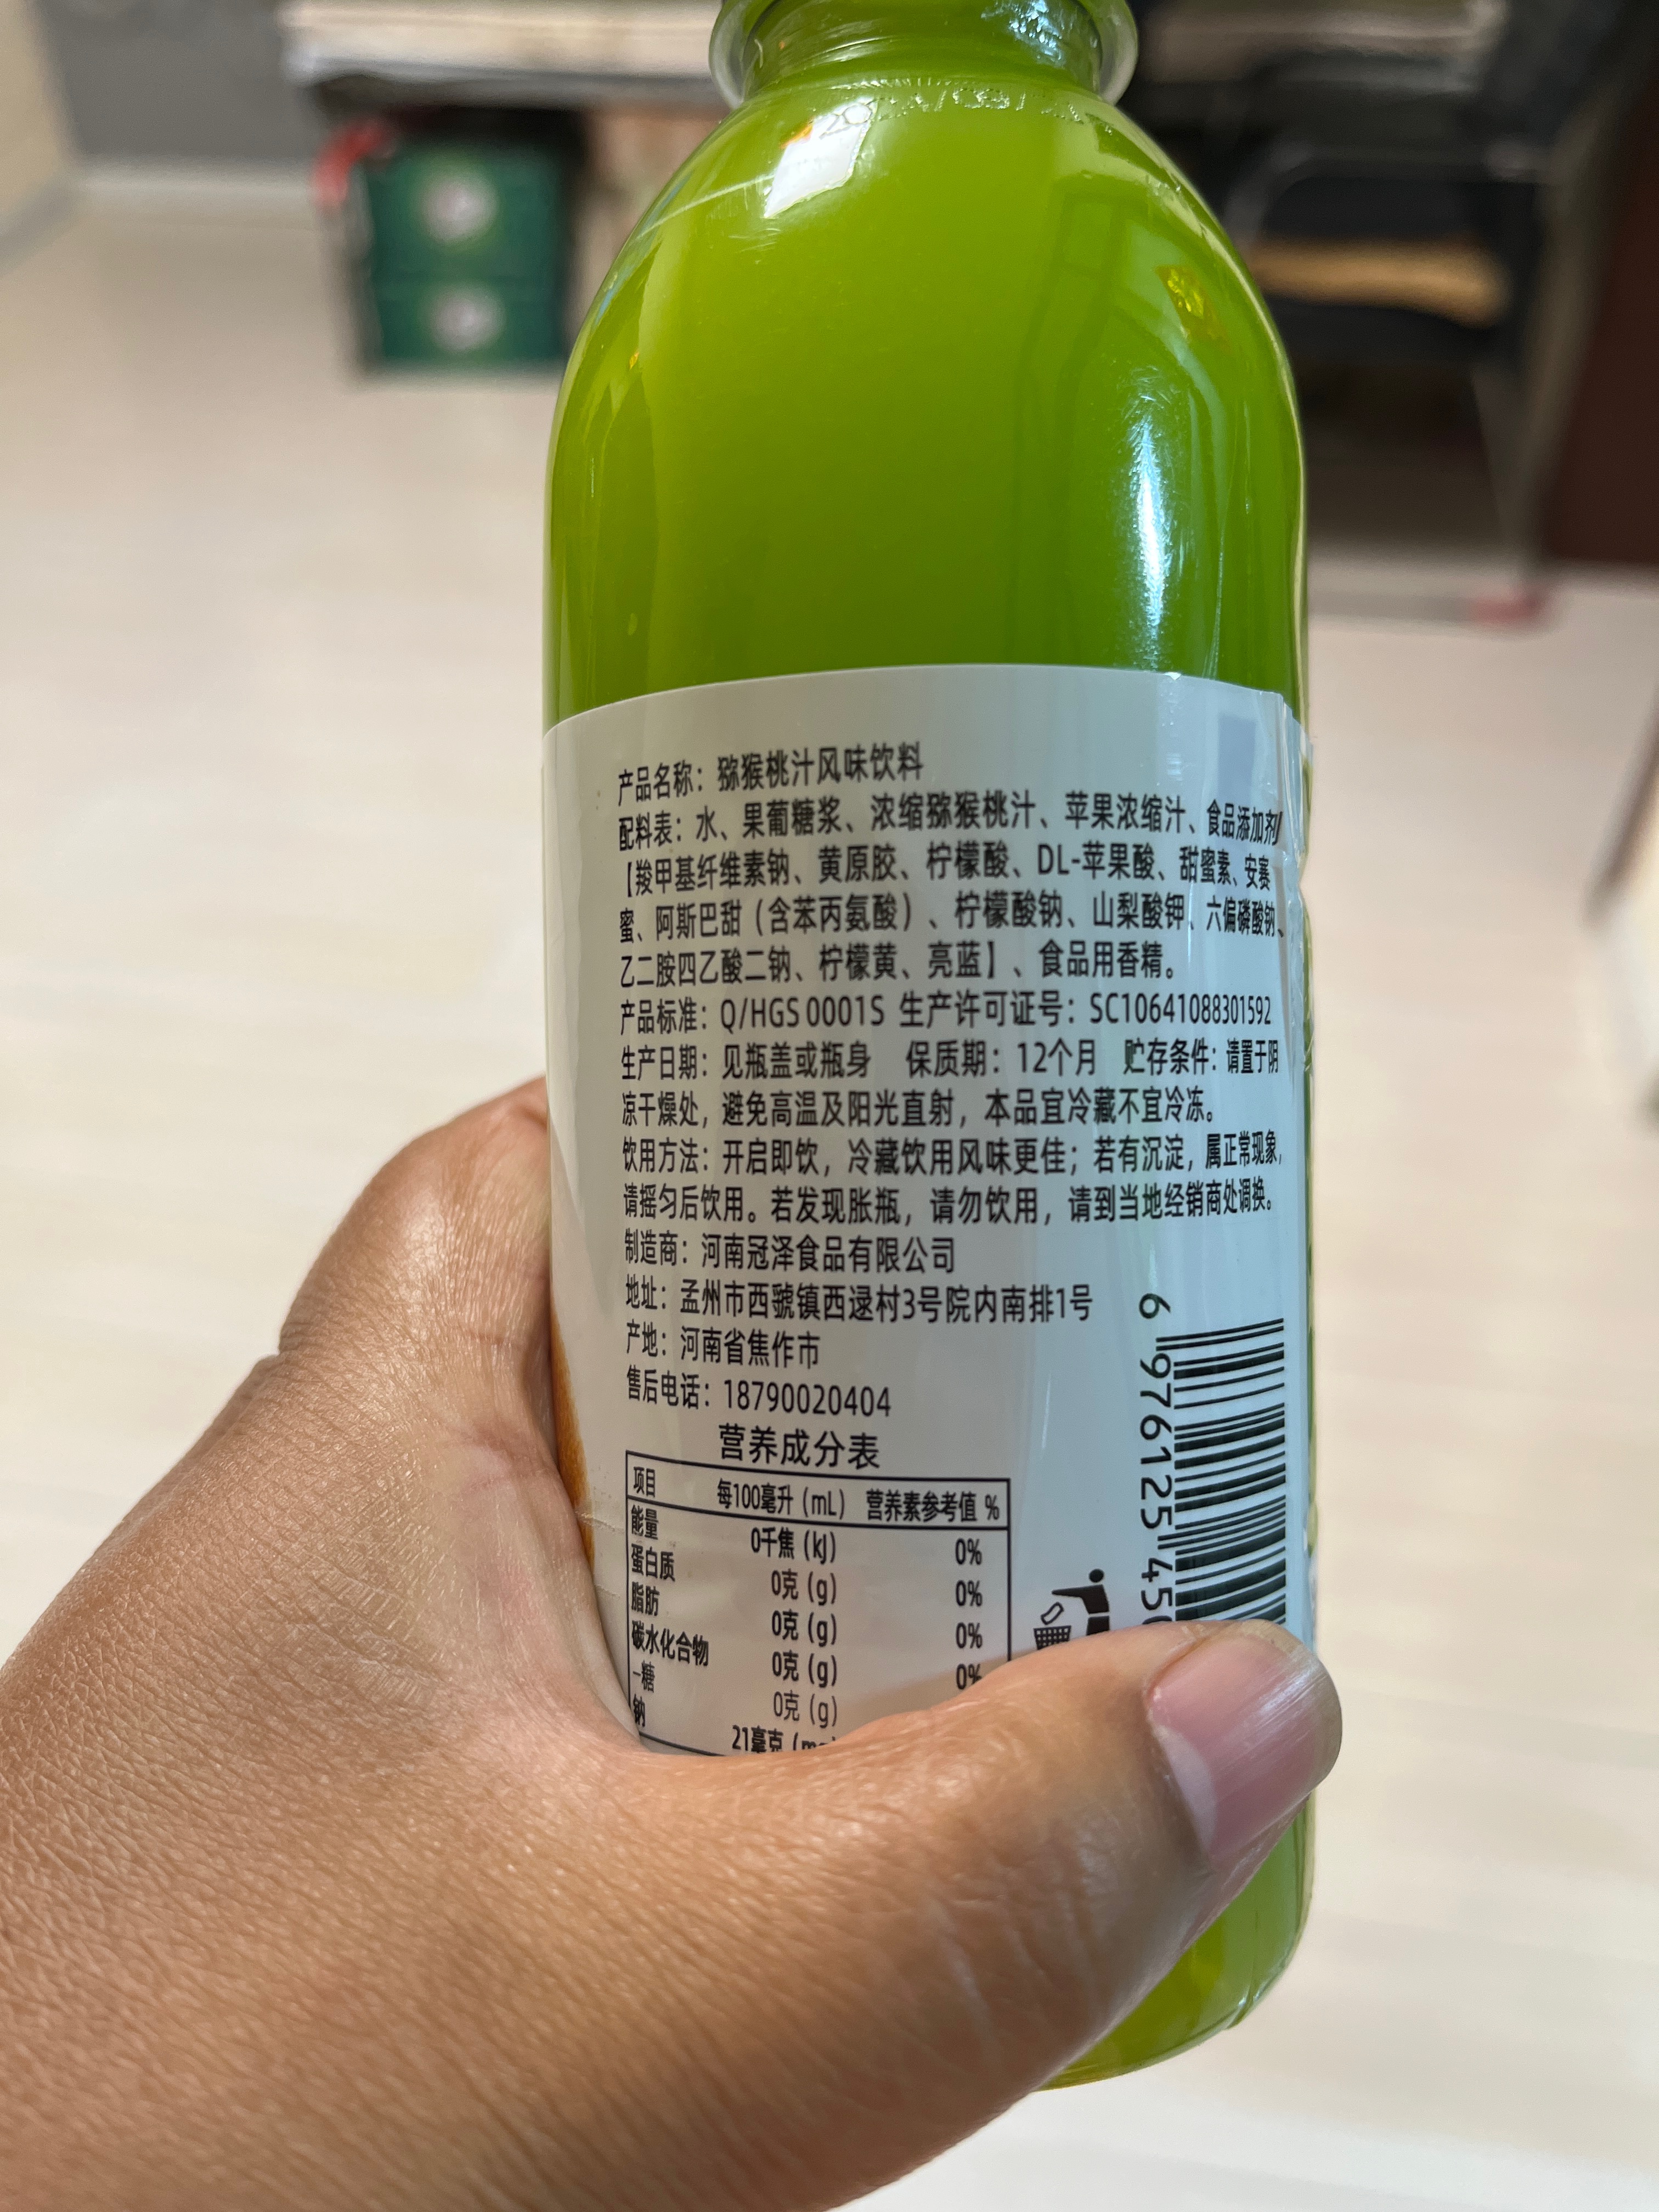 产品名称：猕猴桃汁风味饮料
配料表：水、果葡糖浆、浓缩猕猴桃汁、苹果浓缩汁、食品添加剂
【羧甲基纤维素钠、黄原胶、柠檬酸、DL-苹果酸、甜蜜素、安赛
蜜、阿斯巴甜（含苯丙氨酸）、柠檬酸钠、山梨酸钾、六偏磷酸钠、
乙二胺四乙酸二钠、柠檬黄、亮蓝】、食品用香精。
产品标准：Q/HGS 0001S 生产许可证号：SC10641088301592
生产日期：见瓶盖或瓶身 保质期：12个月 贮存条件：请置于阴
凉干燥处，避免高温及阳光直射，本品宜冷藏不宜冷冻。
饮用方法：开启即饮，冷藏饮用风味更佳；若有沉淀，属正常现象，
请摇匀后饮用。若发现胀瓶，请勿饮用，请到当地经销商处调换。
制造商：河南冠泽食品有限公司
地址：孟州市西虢镇西逯村3号院内南排1号
产地：河南省焦作市
售后电话：18790020404
营养成分表
项目 每100毫升（mL） 营养素参考值 %
能量 0千焦（kJ） 0%
蛋白质 0克（g） 0%
脂肪 0克（g） 0%
碳水化合物 0克（g） 0%
-糖 0克（g）
钠 21毫克
6 976125 45